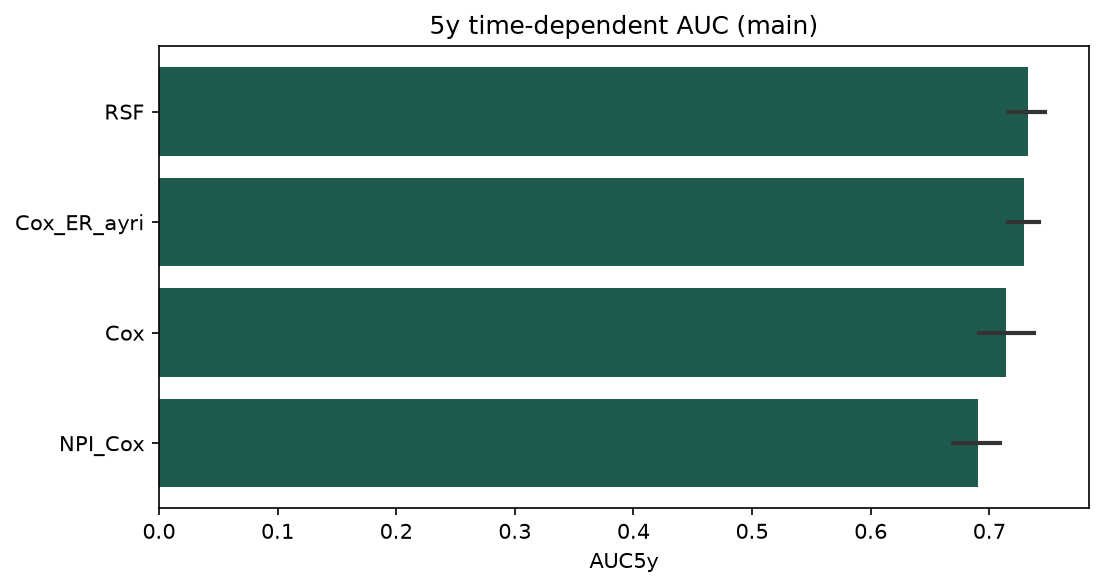 5y time-dependent AUC (main)
RSF
Cox_ER_ayri
Cox
NPI_Cox
0.0 0.1 0.2 0.3 0.4 0.5 0.6 0.7
AUC5y